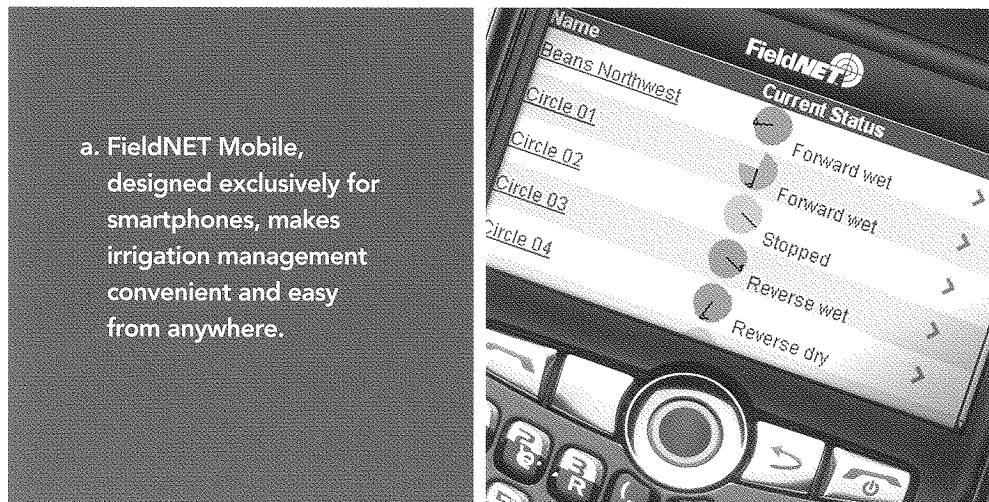 a. FieldNET Mobile,
designed exclusively for
smartphones, makes
irrigation management
convenient and easy
from anywhere.
FieldNET
Name
Current Status
Beans Northwest
Forward wet
Circle 01
Forward wet
Circle 02
Stopped
Circle 03
Reverse wet
Circle 04
Reverse dry